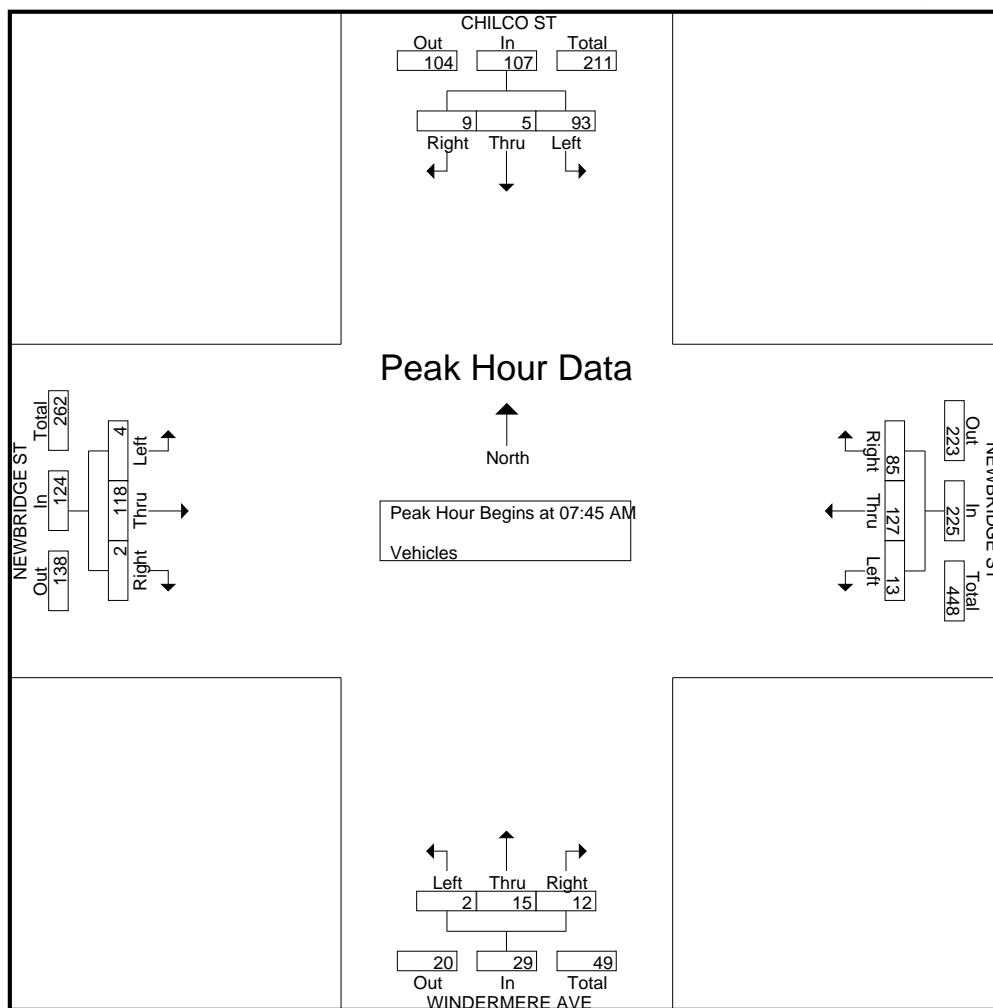 CHILCO ST
Out In Total
104 107 211
9 5 93
Right Thru Left
Peak Hour Data
North
Peak Hour Begins at 07:45 AM
Vehicles
NEWBRIDGE ST
Out In Total
138 124 262
Left Thru Right
4 118 2
NEWBRIDGE ST
Out In Total
223 225 448
Right Thru Left
85 127 13
Left Thru Right
2 15 12
20 29 49
Out In Total
WINDERMERE AVE